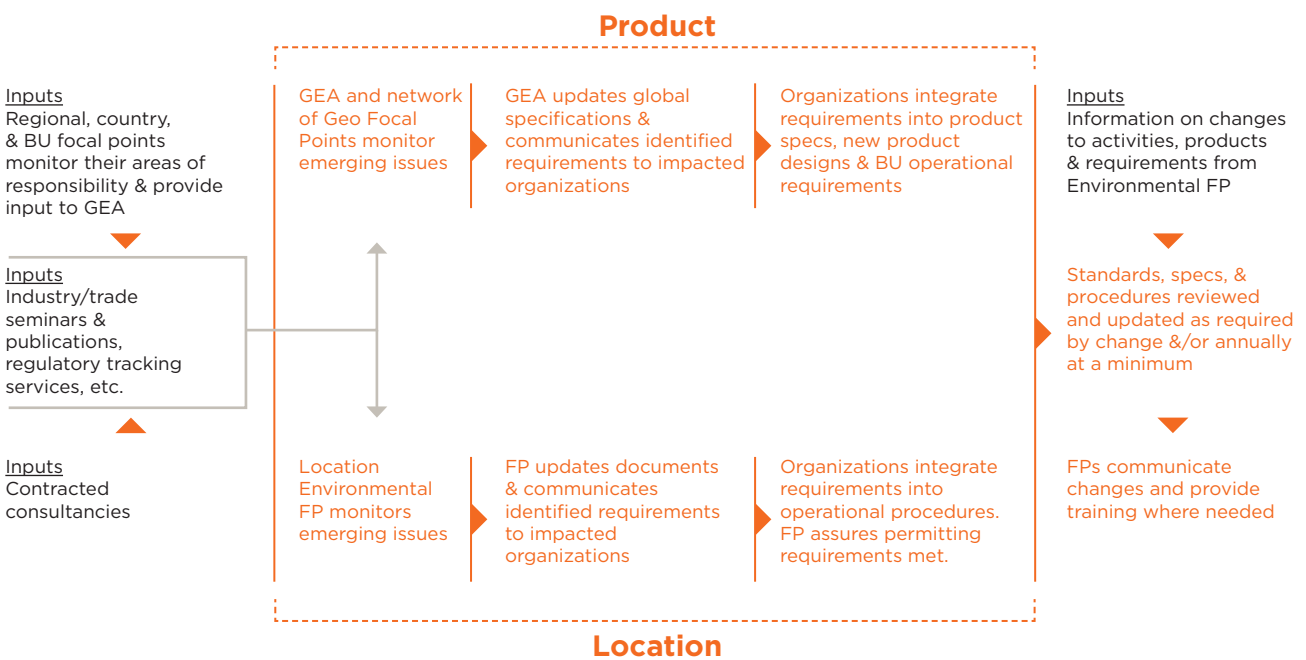 Product
Inputs
Regional, country,
& BU focal points
monitor their areas of
responsibility & provide
input to GEA
Inputs
Industry/trade
seminars &
publications,
regulatory tracking
services, etc.
Inputs
Contracted
consultancies
GEA and network
of Geo Focal
Points monitor
emerging issues
GEA updates global
specifications &
communicates identified
requirements to impacted
organizations
Organizations integrate
requirements into product
specs, new product
designs & BU operational
requirements
Location
Environmental
FP monitors
emerging issues
FP updates documents
& communicates
identified requirements
to impacted
organizations
Organizations integrate
requirements into
operational procedures.
FP assures permitting
requirements met.
Inputs
Information on changes
to activities, products
& requirements from
Environmental FP
Standards, specs, &
procedures reviewed
and updated as required
by change &/or annually
at a minimum
FPs communicate
changes and provide
training where needed
Location